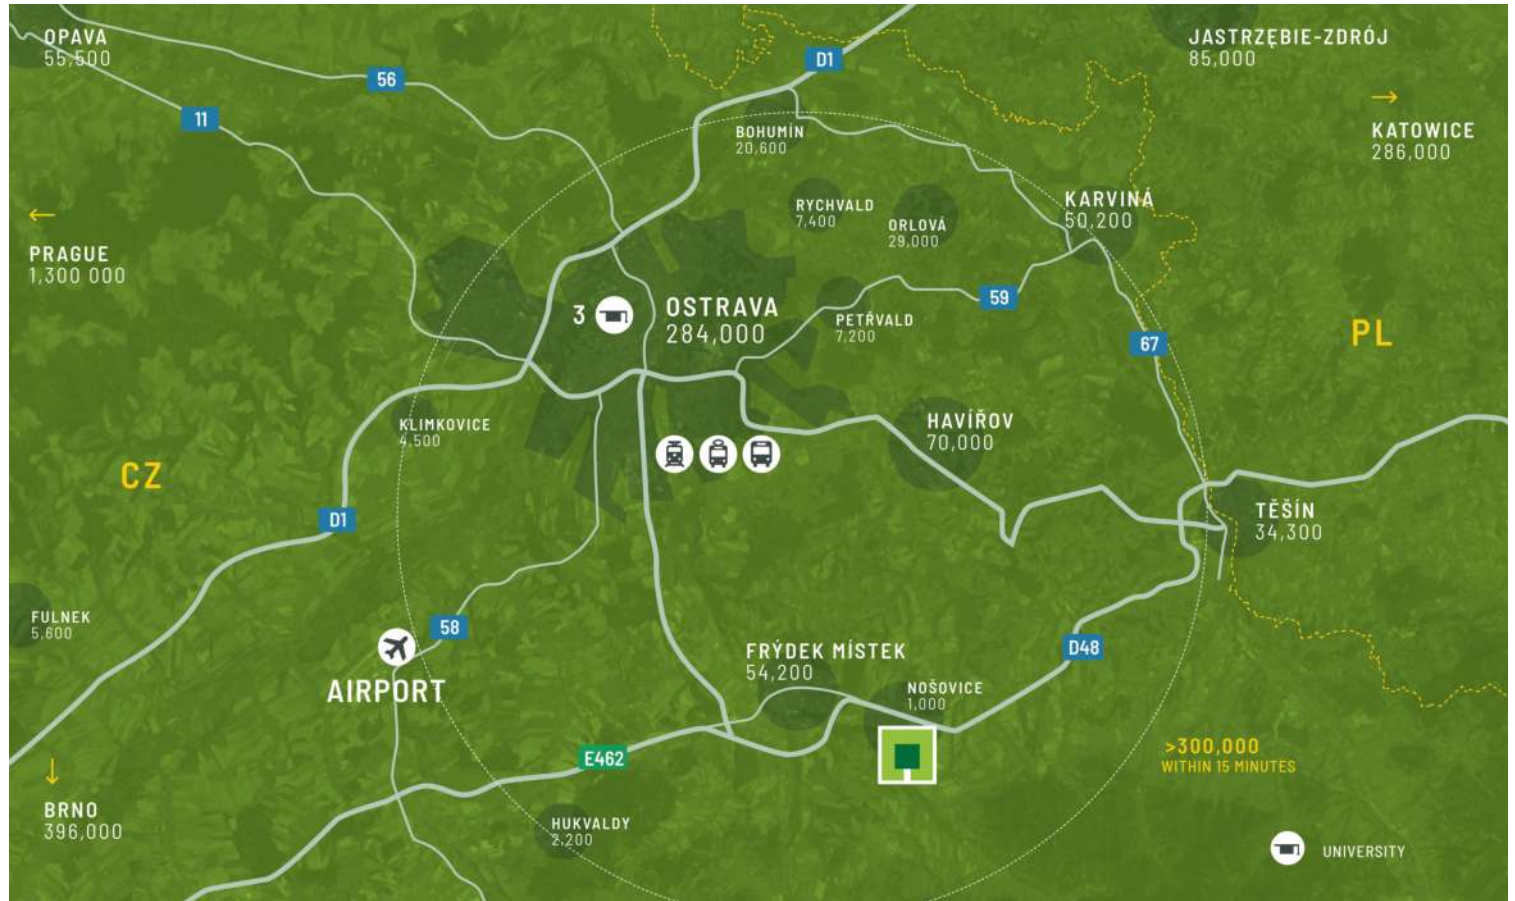 OPAVA
55,500
56
11
D1
JASTRZĘBIE-ZDRÓJ
85,000
→
KATOWICE
286,000
BOHUMÍN
20,600
←
PRAGUE
1,300 000
RYCHVALD
7,400
ORLOVÁ
29,000
KARVINÁ
50,200
3
OSTRAVA
284,000
59
PETŘVALD
7,200
67
PL
KLIMKOVICE
4,500
HAVÍŘOV
70,000
CZ
D1
TĚŠÍN
34,300
FULNEK
5,600
58
AIRPORT
FRÝDEK MÍSTEK
54,200
D48
NOŠOVICE
1,000
E462
>300,000
WITHIN 15 MINUTES
↓
BRNO
396,000
HUKVALDY
2,200
UNIVERSITY